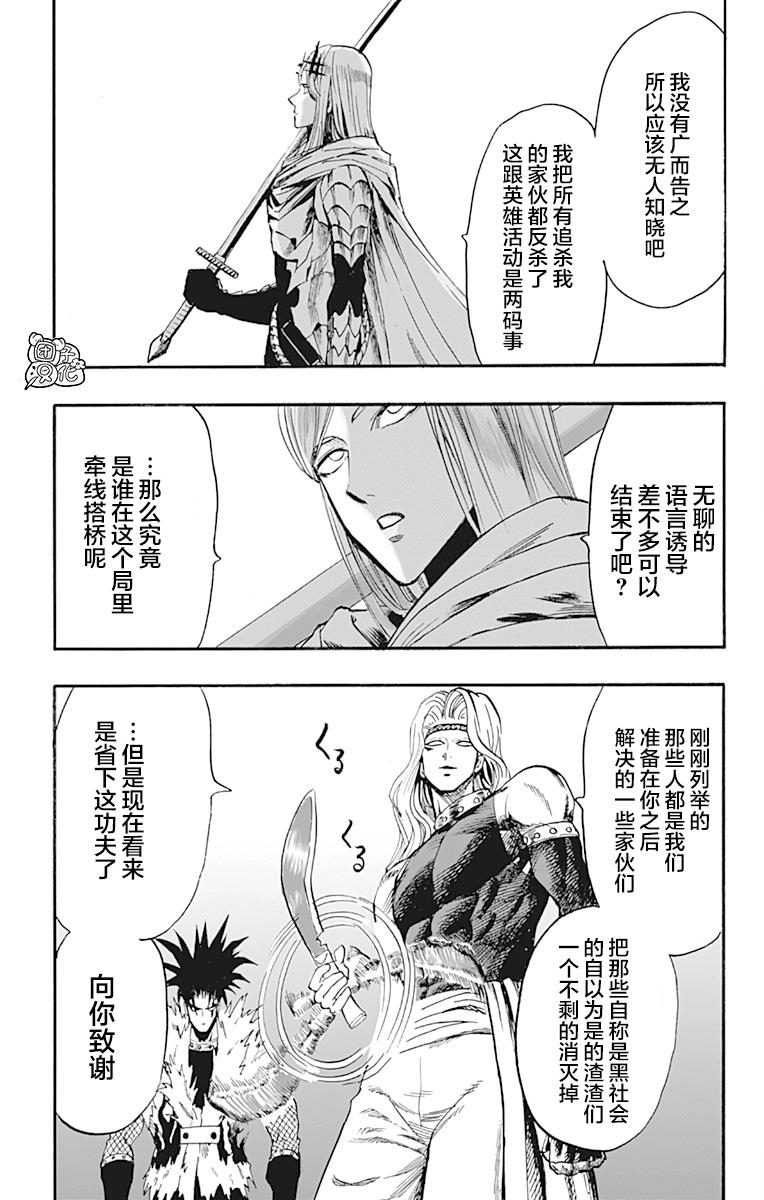 我没有广而告之
所以应该无人知晓吧
我把所有追杀我
的家伙都反杀了
这跟英雄活动是两码事
团子
汉化
无聊的
语言诱导
差不多可以
结束了吧?
…那么究竟
是谁在这个局里
牵线搭桥呢
刚刚列举的
那些人都是我们
准备在你之后
解决的一些家伙们
把那些自称是黑社会
的自以为是的渣渣们
一个不剩的消灭掉
くる
くる
…但是现在看来
是省下这功夫了
向你致谢